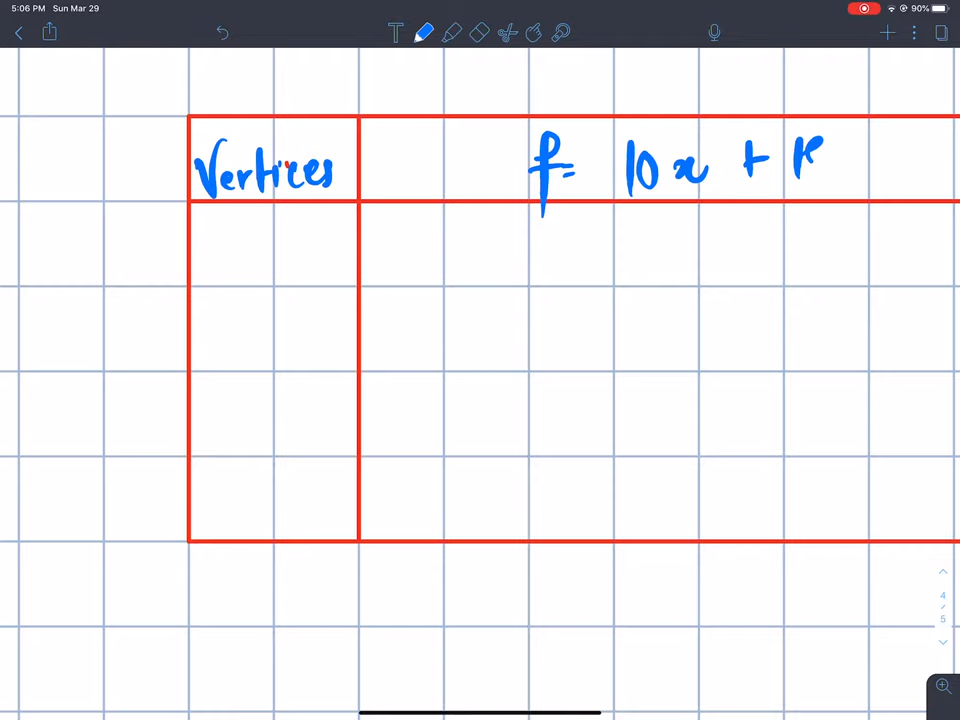 5:06 PM Sun Mar 29
90%
Vertices
f= 10x +
4
/
5